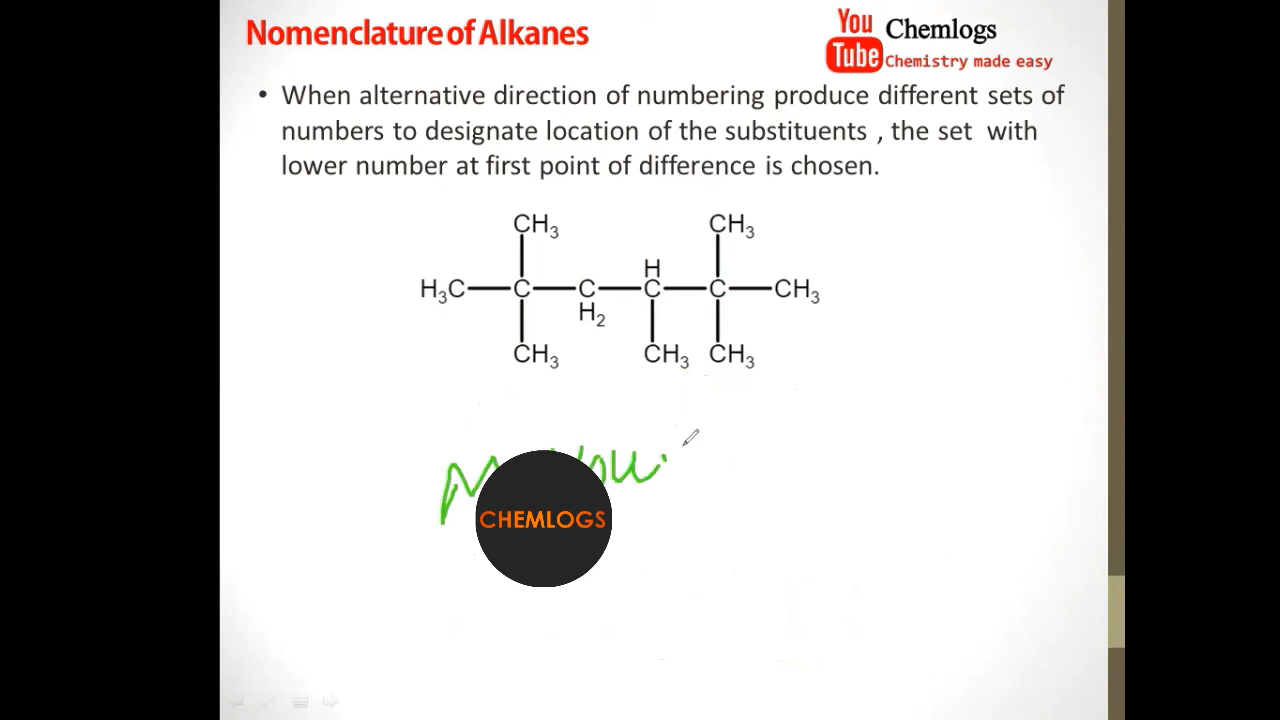 Nomenclature of Alkanes
You
Tube
Chemlogs
Chemistry made easy
• When alternative direction of numbering produce different sets of
numbers to designate location of the substituents , the set with
lower number at first point of difference is chosen.
CH3 CH3
H
H3C C C C C CH3
H2
CH3 CH3 CH3
CHEMLOGS